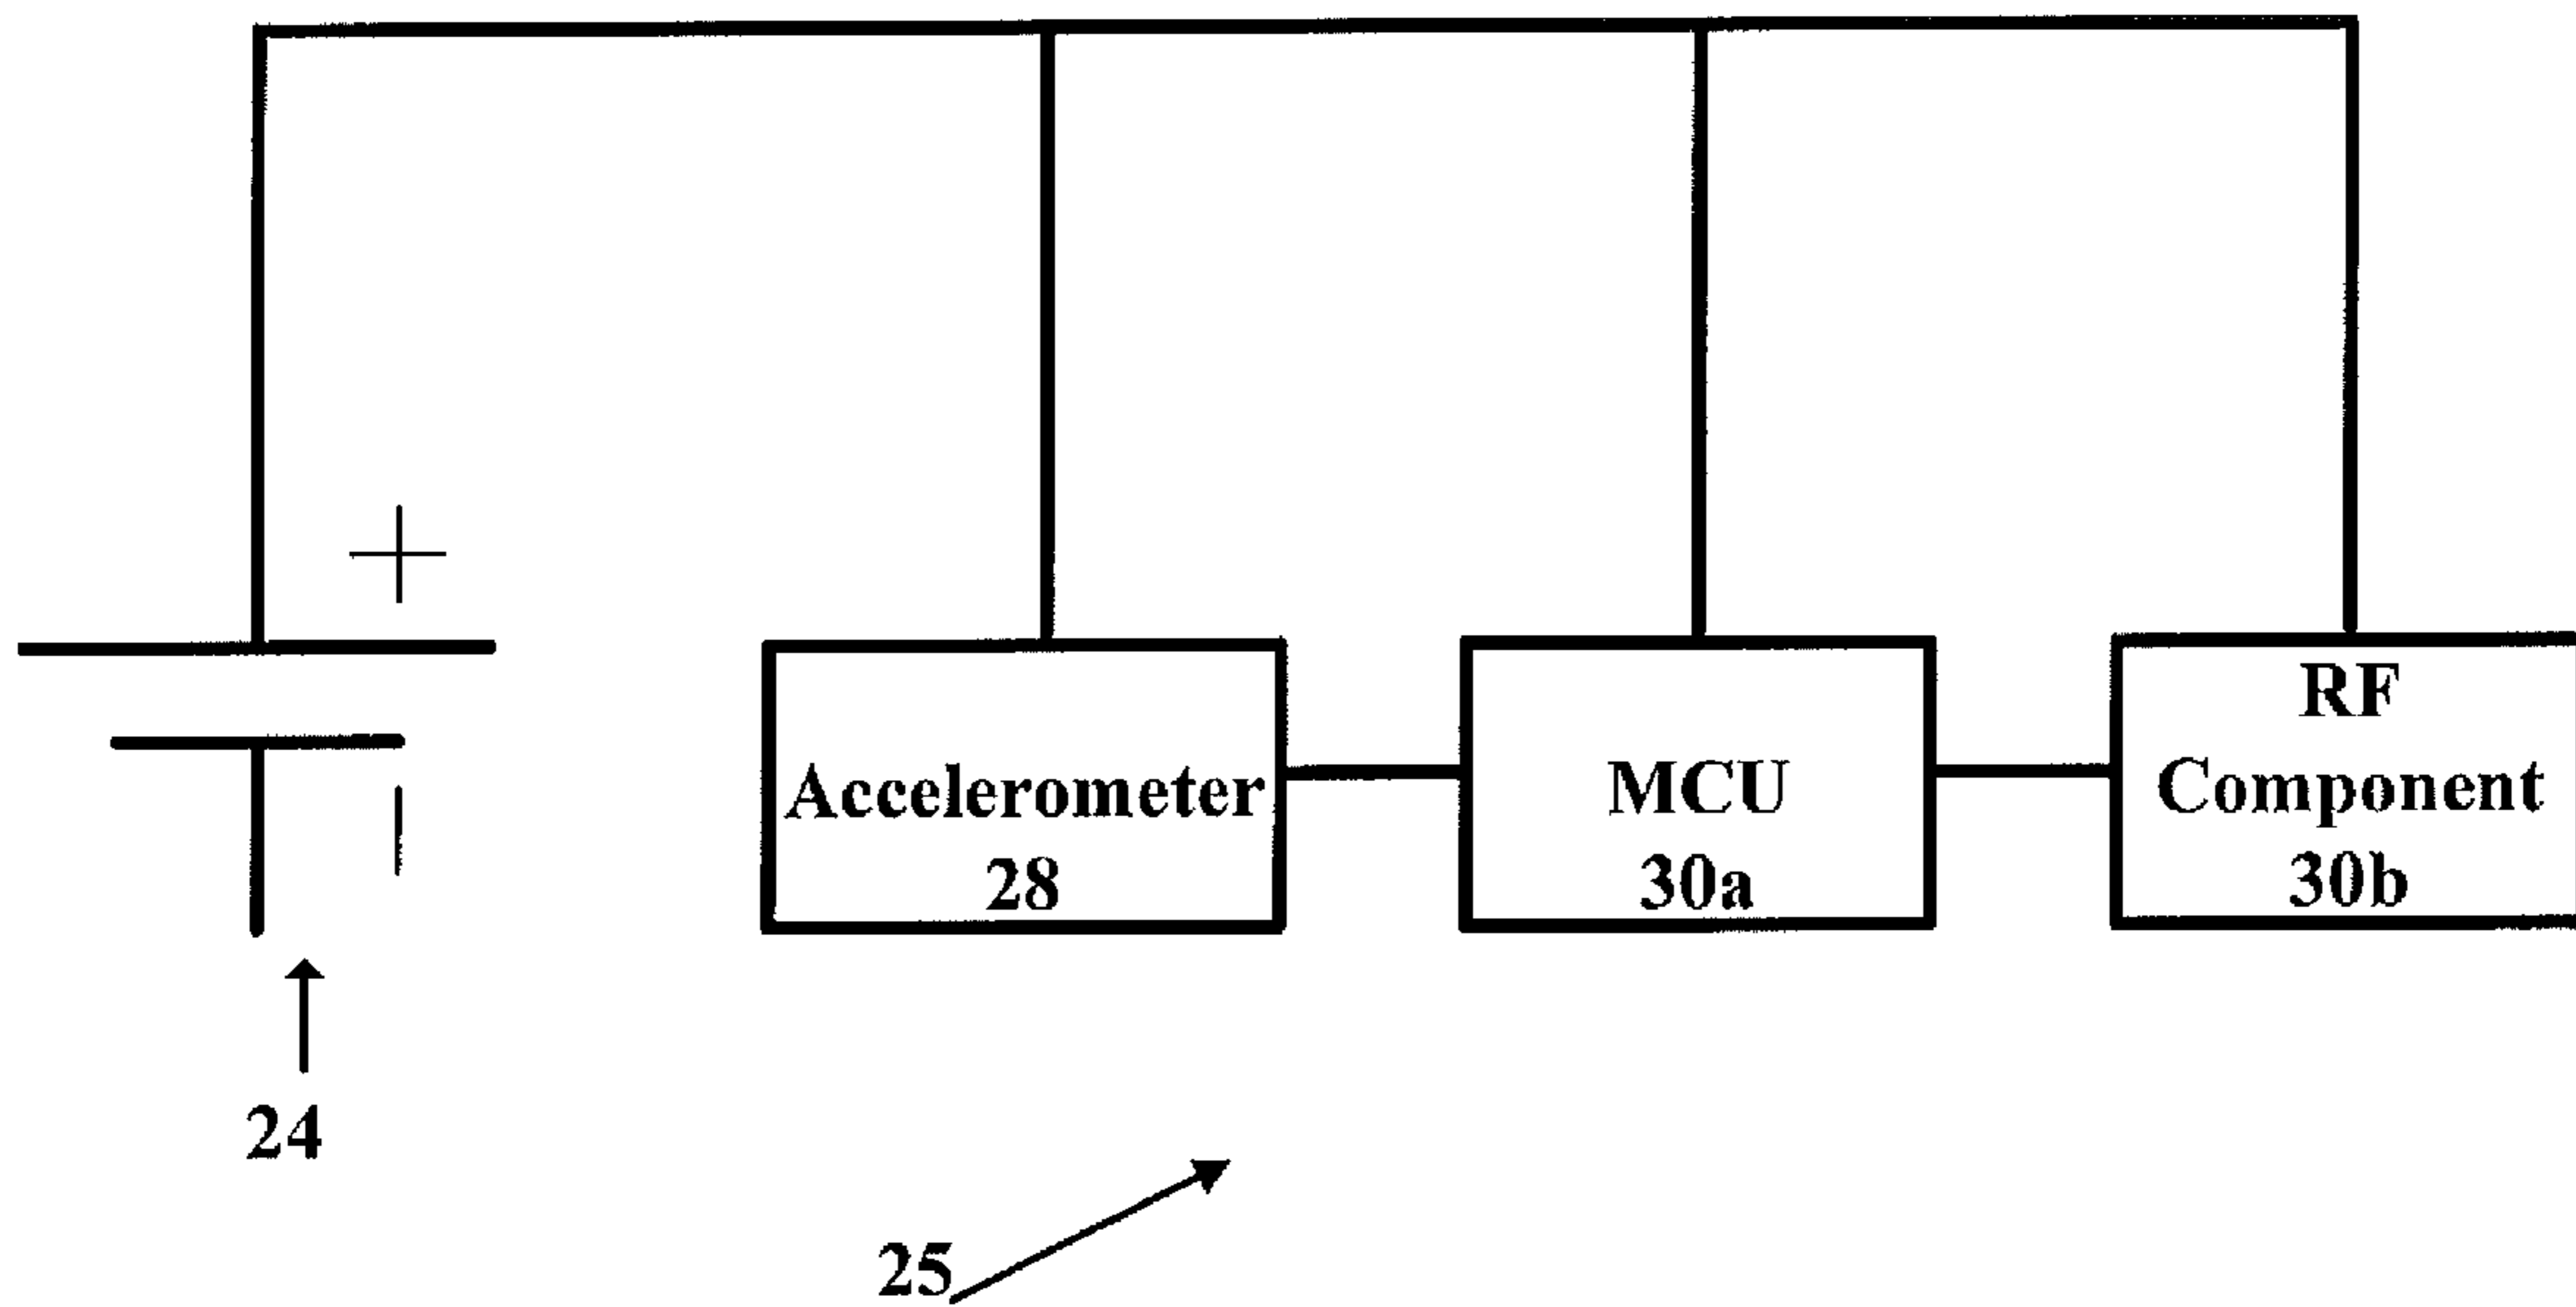 +
Accelerometer
28
MCU
30a
RF
Component
30b
24
25